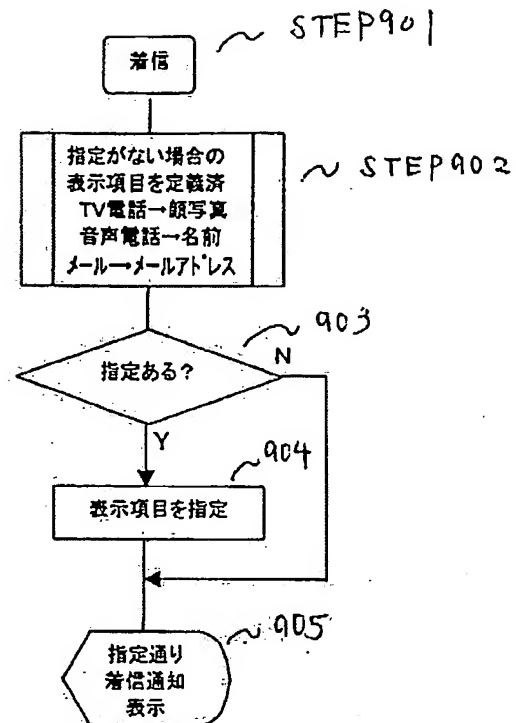 着信
STEP901
指定がない場合の
表示項目を定義済
TV電話→顔写真
音声電話→名前
メール→メールアドレス
STEP902
指定ある?
903
N
Y
904
表示項目を指定
指定通り
着信通知
表示
905